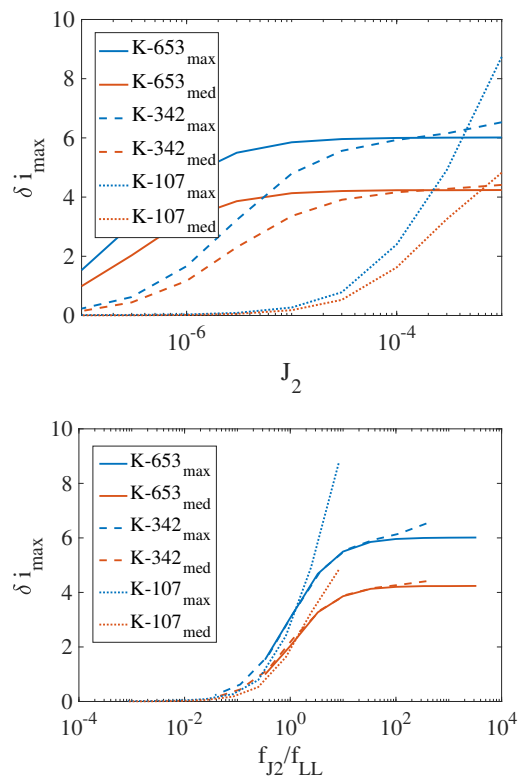 10
8
6
4
2
0
δ i_max
K-653_max
K-653_med
K-342_max
K-342_med
K-107_max
K-107_med
10^-6
10^-4
J_2
10
8
6
4
2
0
δ i_max
K-653_max
K-653_med
K-342_max
K-342_med
K-107_max
K-107_med
10^-4 10^-2 10^0 10^2 10^4
f_J2/f_LL